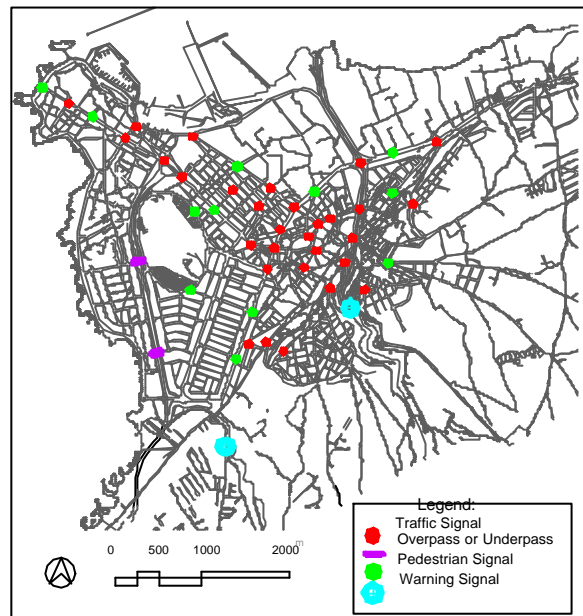 Legend:
Traffic Signal
Overpass or Underpass
Pedestrian Signal
Warning Signal
m
0 500 1000 2000